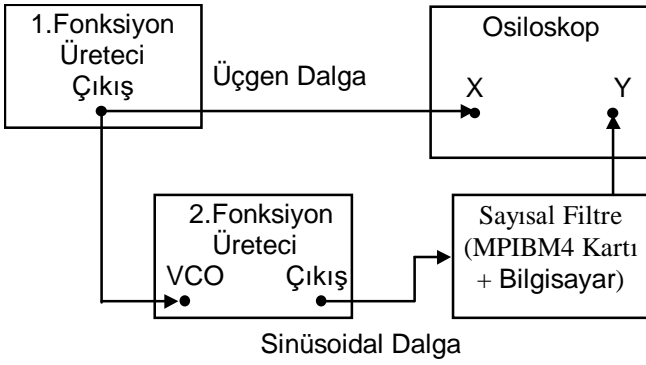 1.Fonksiyon
Üreteci
Çıkış
Üçgen Dalga
Osiloskop
X
Y
2.Fonksiyon
Üreteci
VCO
Çıkış
Sayısal Filtre
(MPIBM4 Kartı
+ Bilgisayar)
Sinüsoidal Dalga